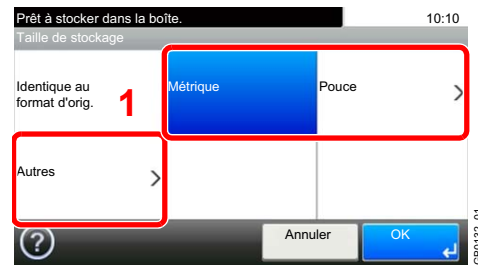 Prêt à stocker dans la boîte.
10:10
Taille de stockage
Identique au
format d'orig.
1
Métrique
Pouce
Autres
?
Annuler
OK
GB0132_01